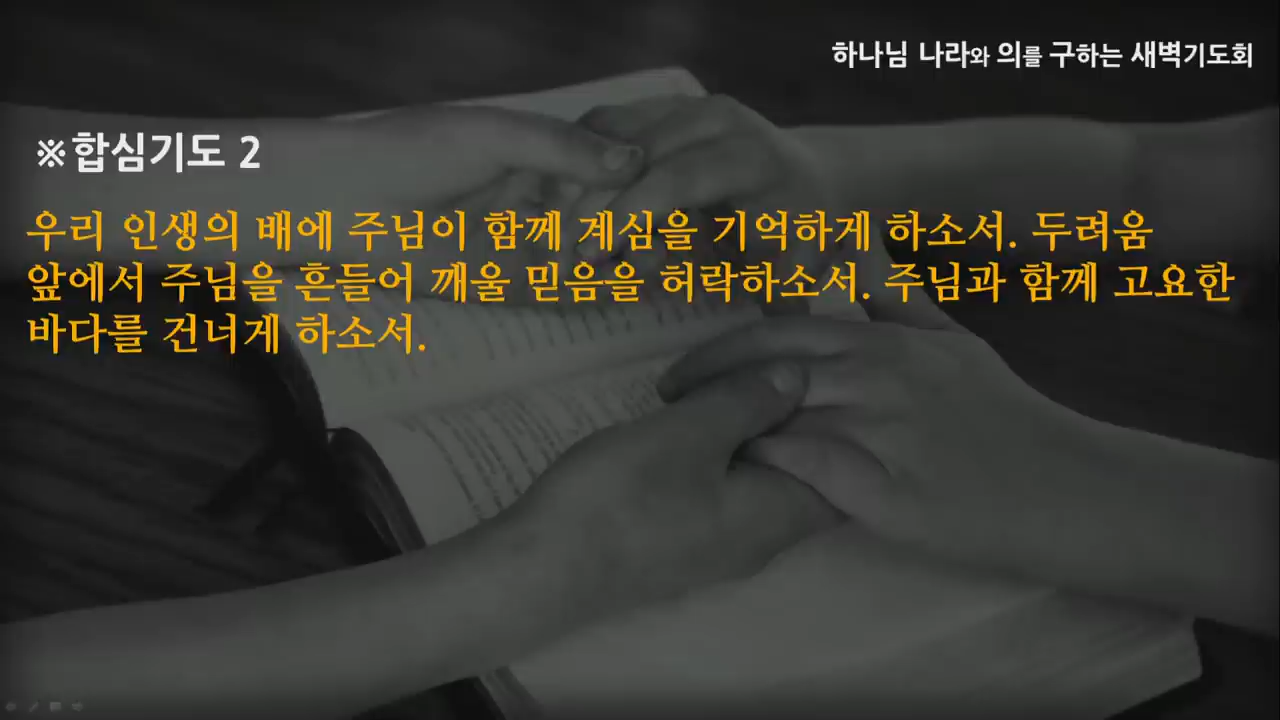 하나님 나라와 의를 구하는 새벽기도회
※합심기도 2
우리 인생의 배에 주님이 함께 계심을 기억하게 하소서. 두려움
앞에서 주님을 흔들어 깨울 믿음을 허락하소서. 주님과 함께 고요한
바다를 건너게 하소서.